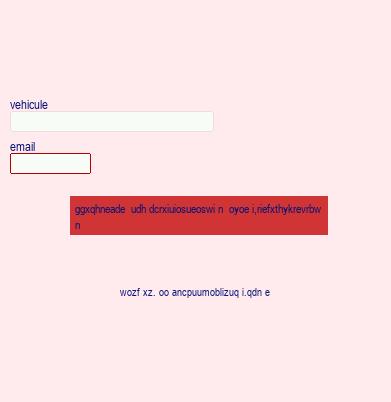 vehicule
email
ggxqhneade udh dcrxiuiosueoswi n oyoe i,riefxthykrevrbw
n
wozf xz. oo ancpuumoblizuq i.qdn e